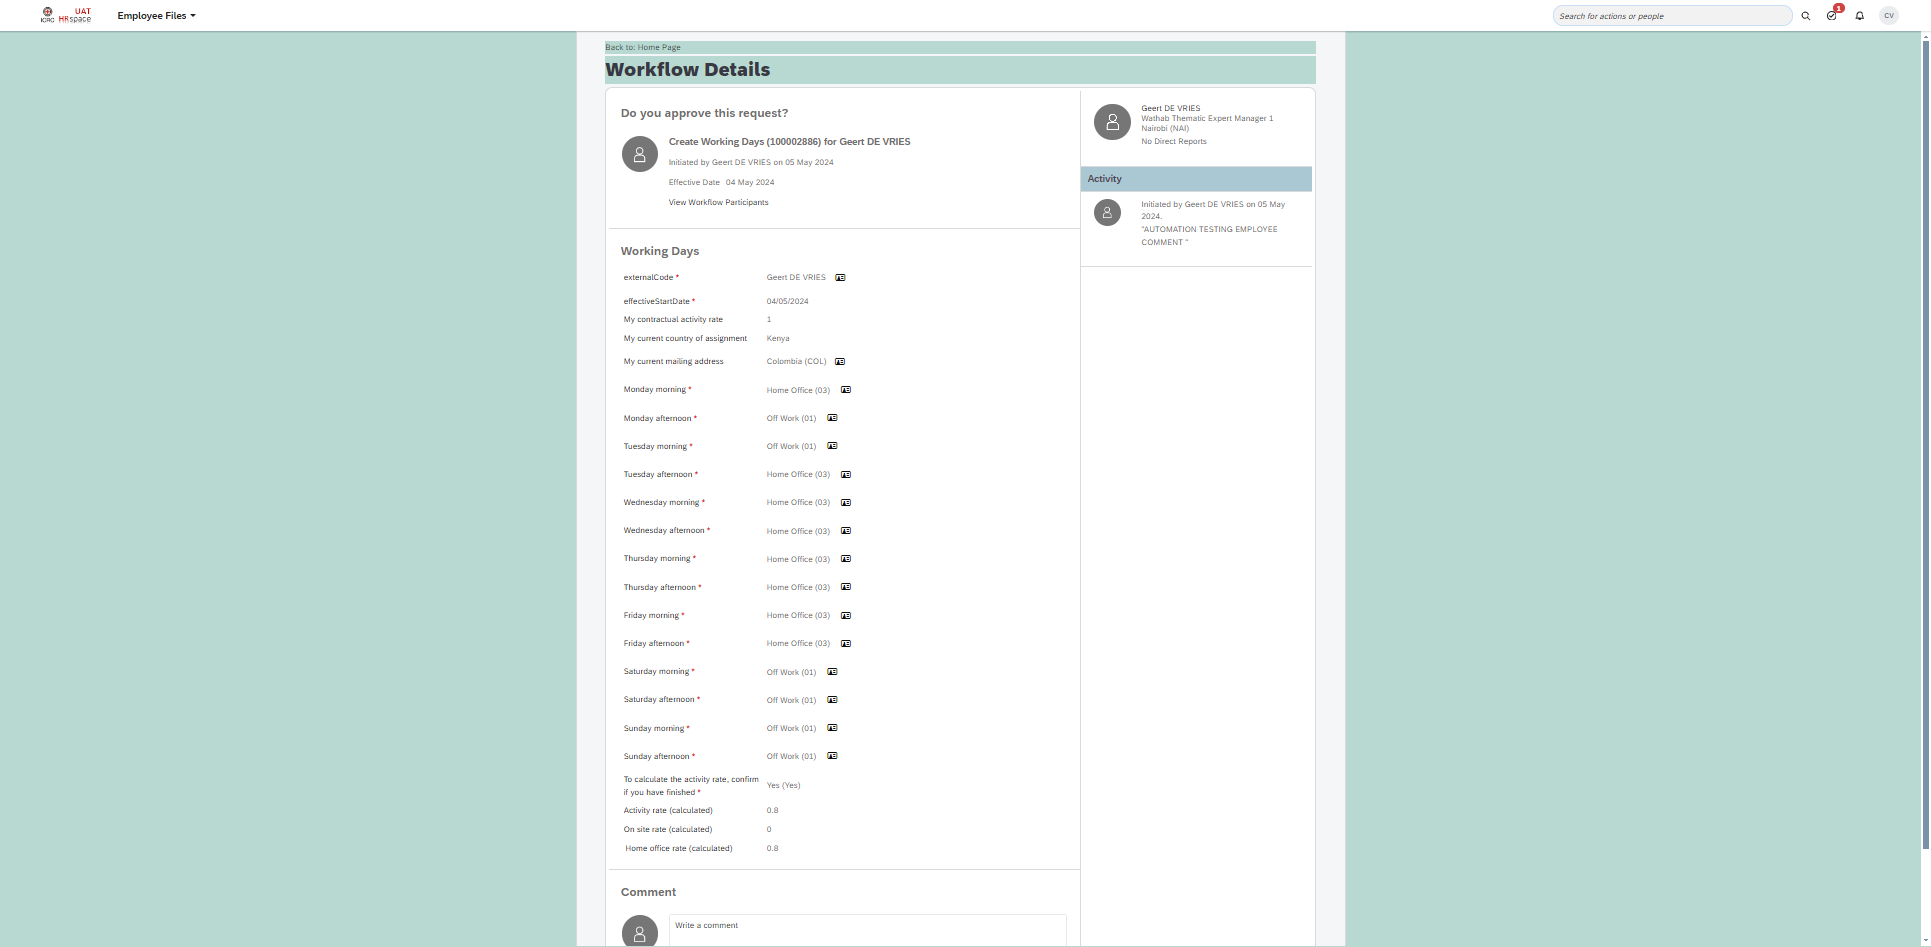 ICRC
UAT
HRspace
Employee Files
Search for actions or people
1
CV
Back to: Home Page
Workflow Details
Do you approve this request?
Create Working Days (100002886) for Geert DE VRIES
Initiated by Geert DE VRIES on 05 May 2024
Effective Date 04 May 2024
View Workflow Participants
Working Days
externalCode * Geert DE VRIES
effectiveStartDate * 04/05/2024
My contractual activity rate 1
My current country of assignment Kenya
My current mailing address Colombia (COL)
Monday morning * Home Office (03)
Monday afternoon * Off Work (01)
Tuesday morning * Off Work (01)
Tuesday afternoon * Home Office (03)
Wednesday morning * Home Office (03)
Wednesday afternoon * Home Office (03)
Thursday morning * Home Office (03)
Thursday afternoon * Home Office (03)
Friday morning * Home Office (03)
Friday afternoon * Home Office (03)
Saturday morning * Off Work (01)
Saturday afternoon * Off Work (01)
Sunday morning * Off Work (01)
Sunday afternoon * Off Work (01)
To calculate the activity rate, confirm
if you have finished * Yes (Yes)
Activity rate (calculated) 0.8
On site rate (calculated) 0
Home office rate (calculated) 0.8
Comment
Write a comment
Geert DE VRIES
Wathab Thematic Expert Manager 1
Nairobi (NAI)
No Direct Reports
Activity
Initiated by Geert DE VRIES on 05 May
2024.
"AUTOMATION TESTING EMPLOYEE
COMMENT "